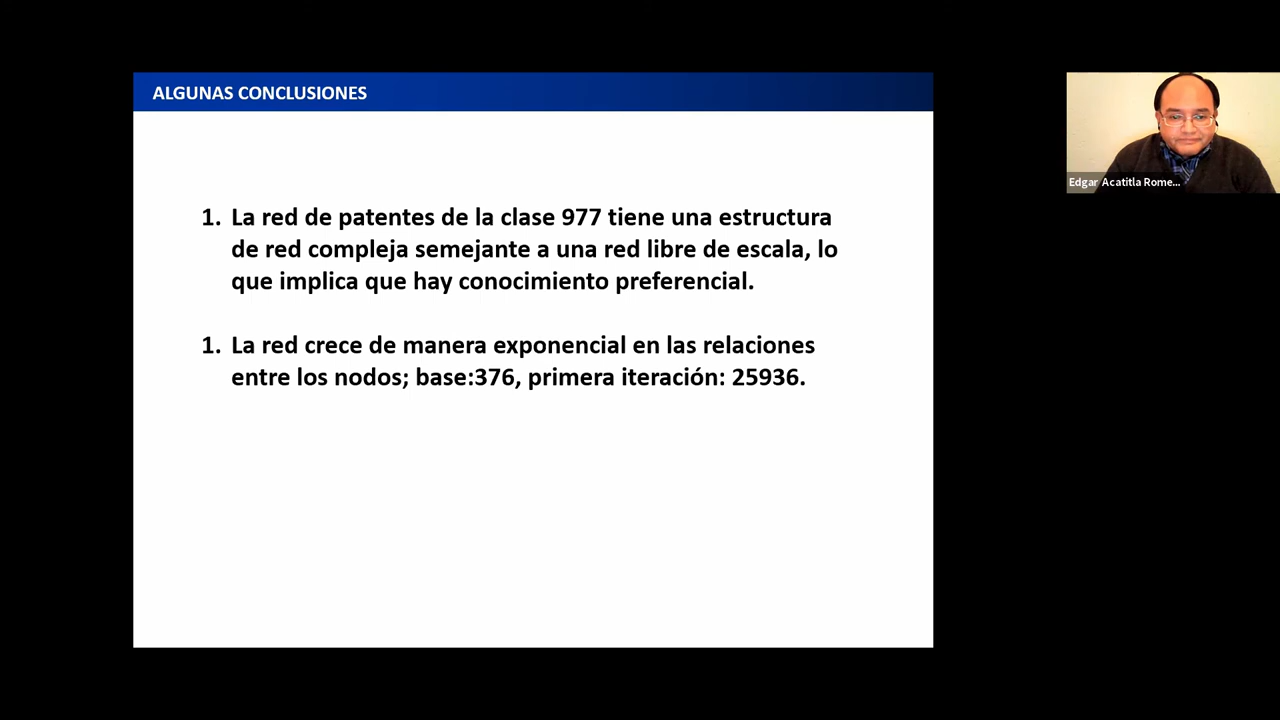 ALGUNAS CONCLUSIONES
1. La red de patentes de la clase 977 tiene una estructura
de red compleja semejante a una red libre de escala, lo
que implica que hay conocimiento preferencial.
1. La red crece de manera exponencial en las relaciones
entre los nodos; base:376, primera iteración: 25936.
Edgar Acatitla Rome...